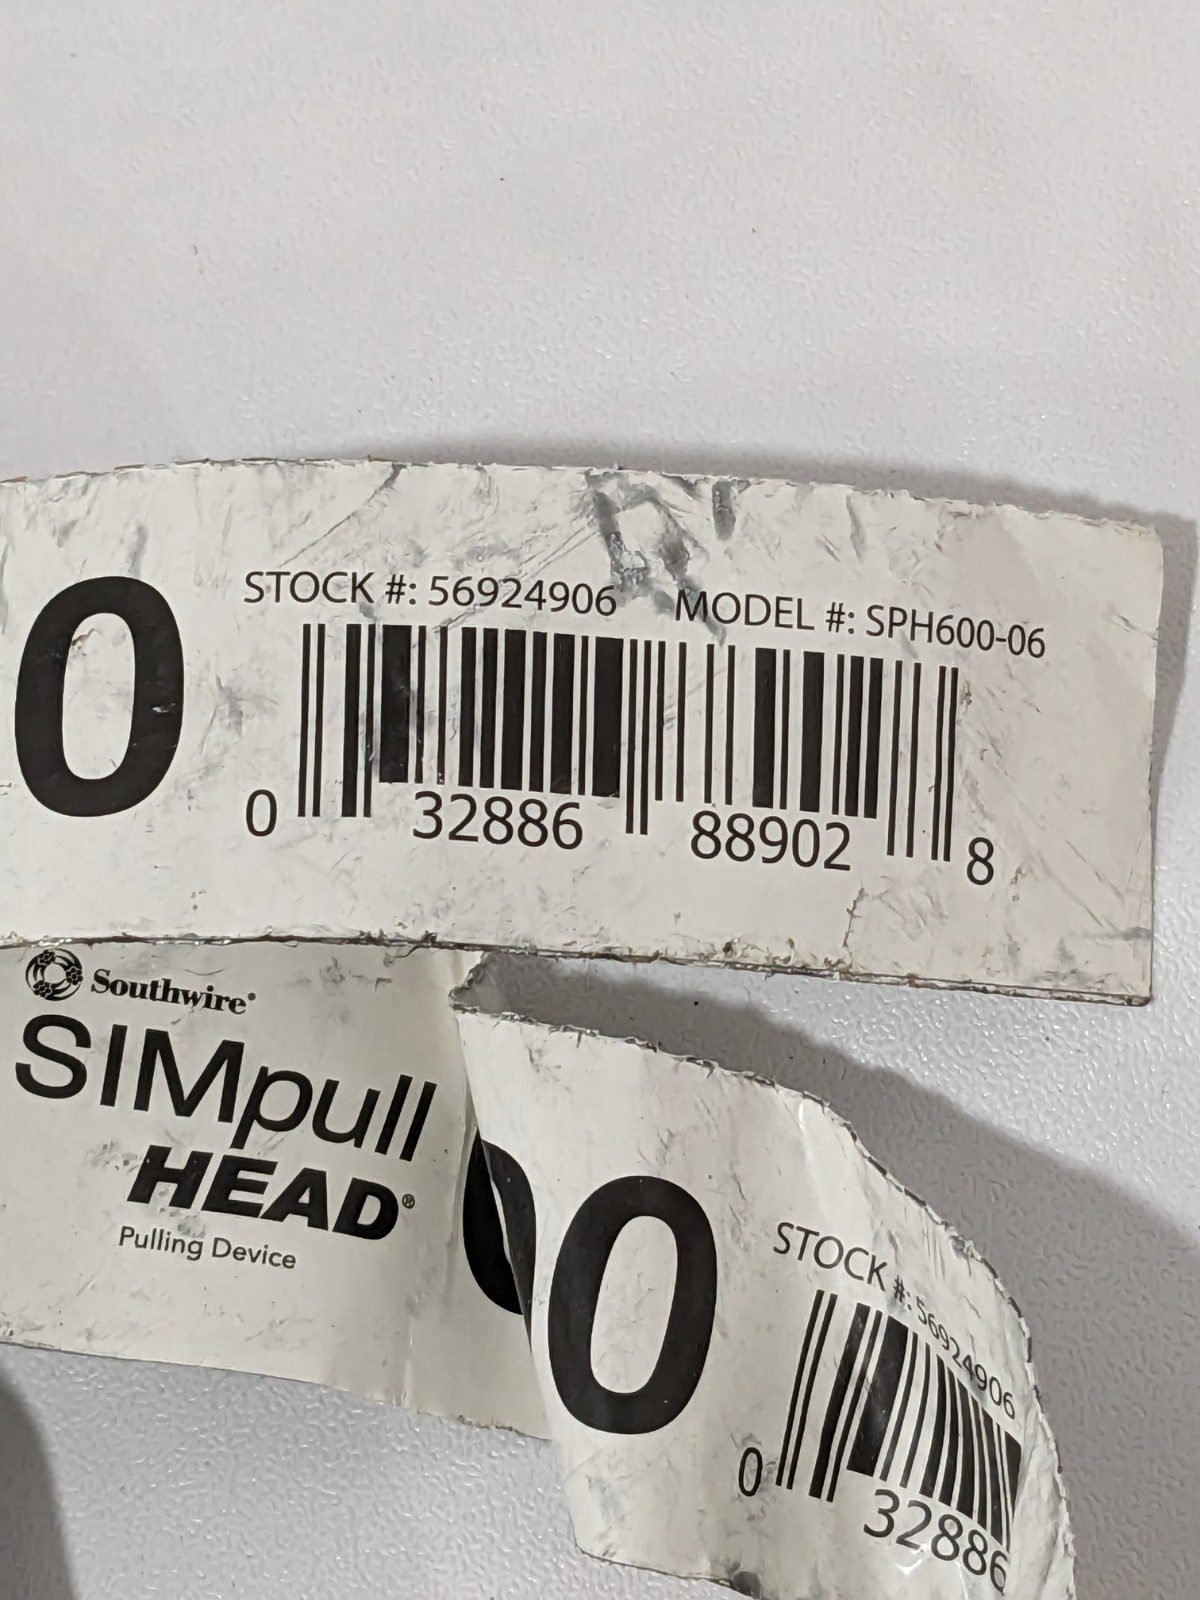 0
STOCK #: 56924906 MODEL #: SPH600-06
0 32886 88902 8
Southwire®
SIMpull
HEAD®
Pulling Device
0
STOCK #: 56924906
0 32886